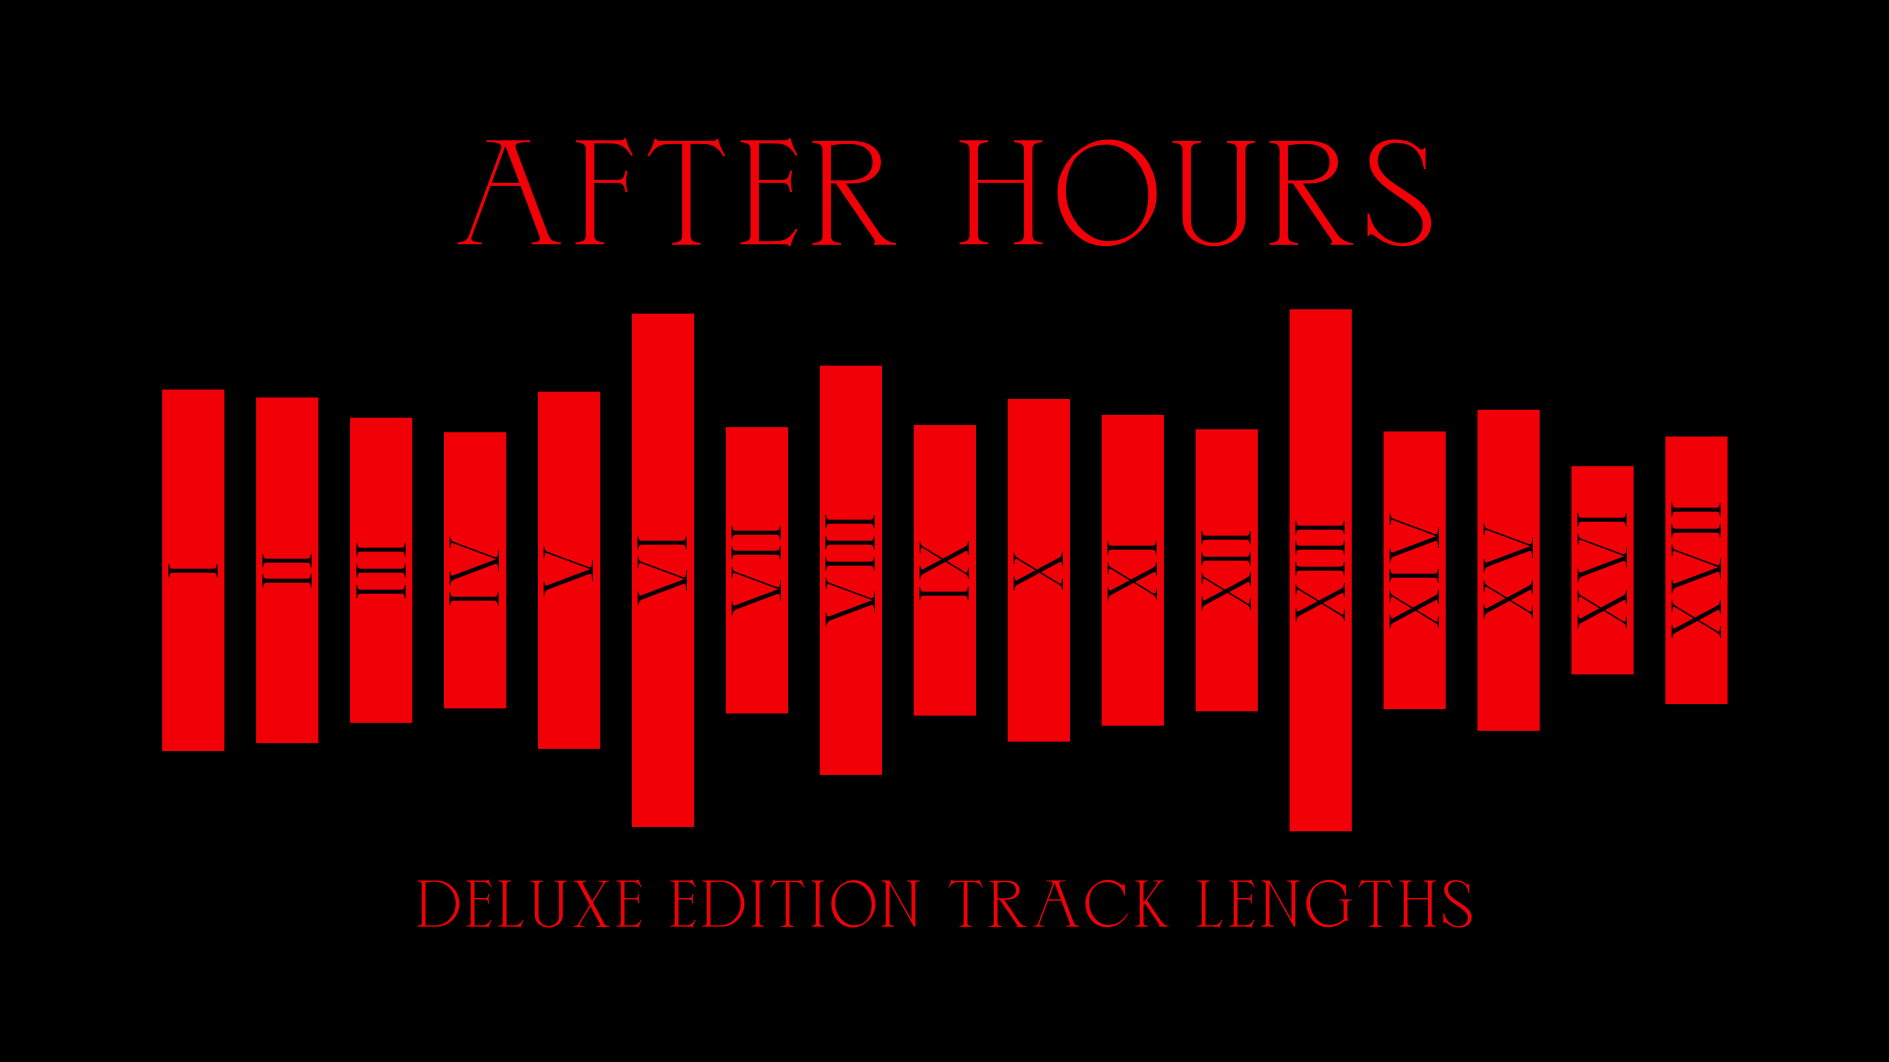 AFTER HOURS
I
II
III
IV
V
VI
VII
VIII
IX
X
XI
XII
XIII
XIV
XV
XVI
XVII
DELUXE EDITION TRACK LENGTHS